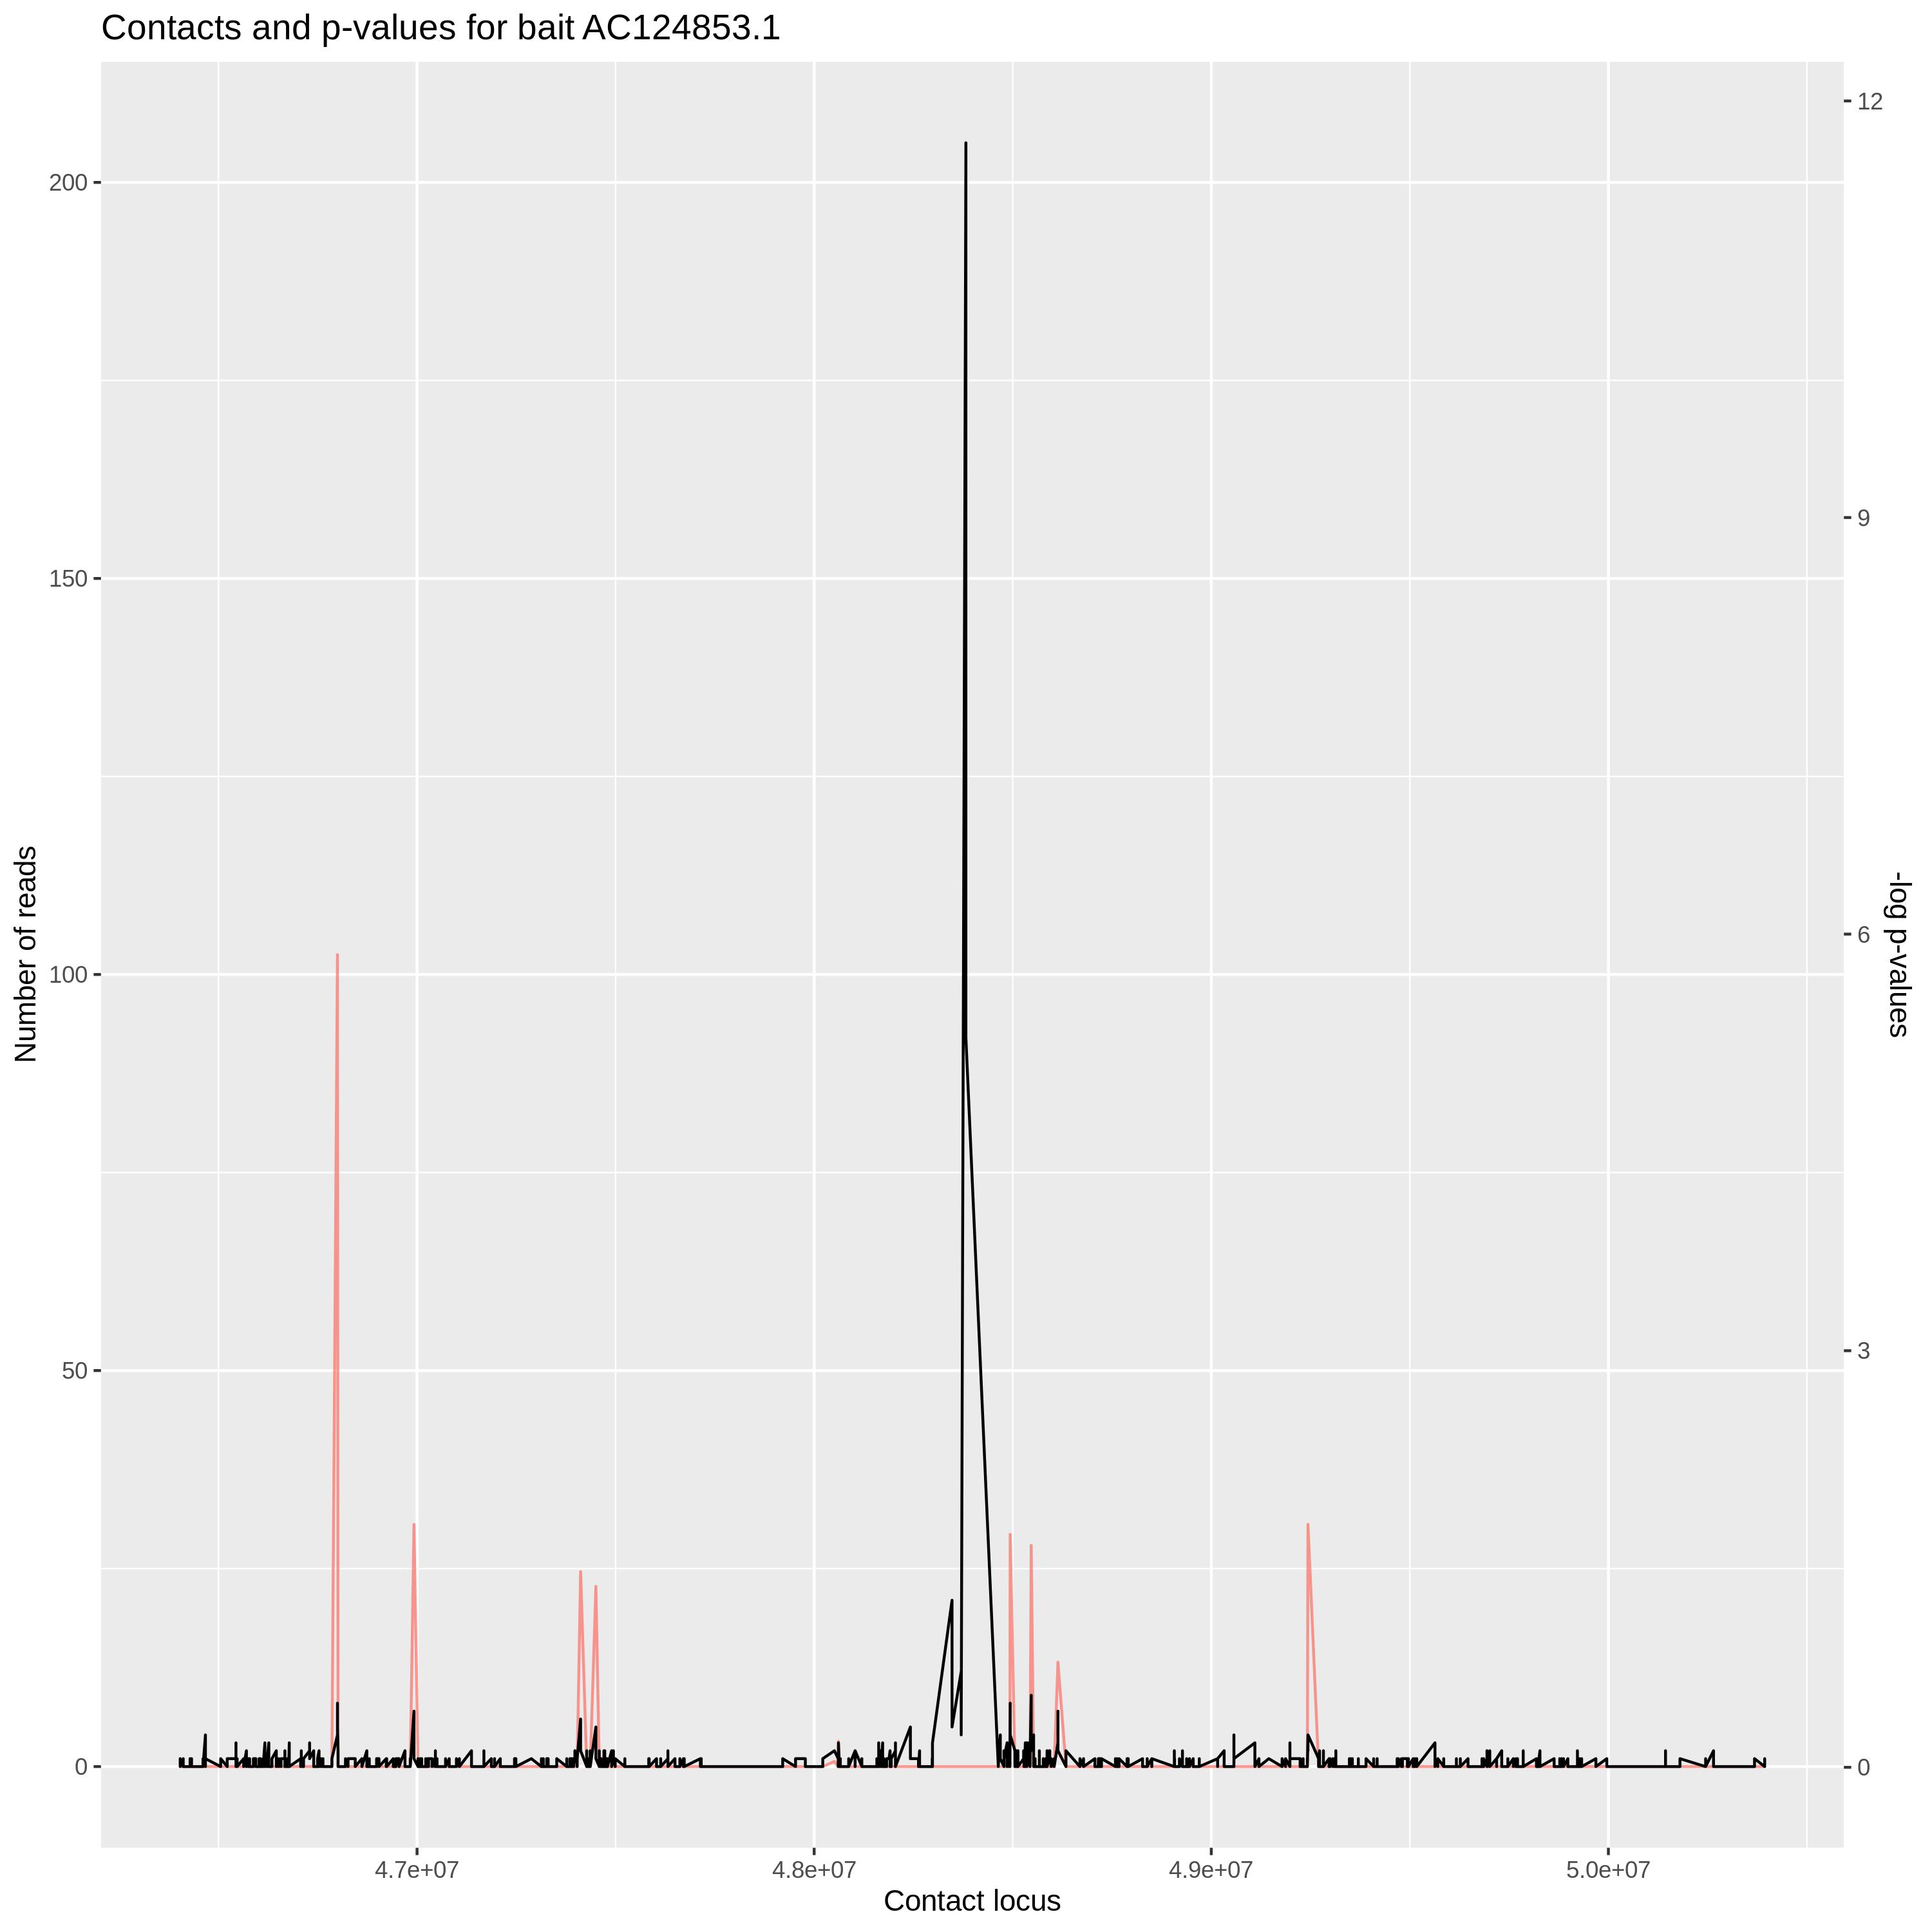 Contacts and p-values for bait AC124853.1
200
150
100
50
0
Number of reads
12
9
6
3
0
-log p-values
4.7e+07
4.8e+07
4.9e+07
5.0e+07
Contact locus